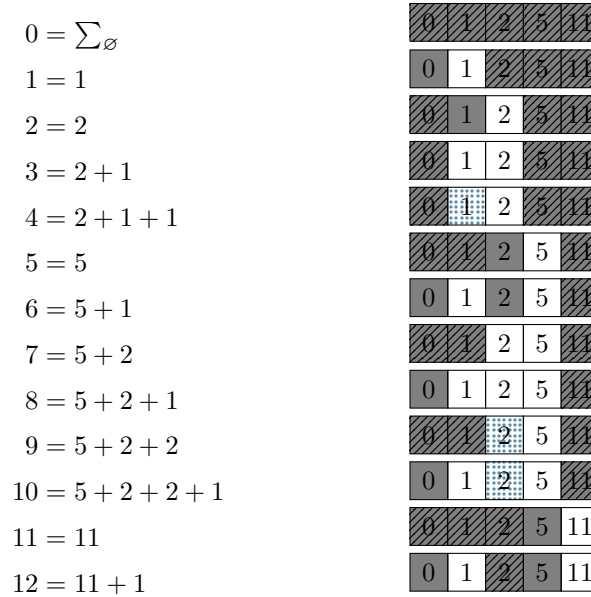 0 = ∑∅ 0 1 2 5 11
1 = 1 0 1 2 5 11
2 = 2 0 1 2 5 11
3 = 2 + 1 0 1 2 5 11
4 = 2 + 1 + 1 0 1 2 5 11
5 = 5 0 1 2 5 11
6 = 5 + 1 0 1 2 5 11
7 = 5 + 2 0 1 2 5 11
8 = 5 + 2 + 1 0 1 2 5 11
9 = 5 + 2 + 2 0 1 2 5 11
10 = 5 + 2 + 2 + 1 0 1 2 5 11
11 = 11 0 1 2 5 11
12 = 11 + 1 0 1 2 5 11